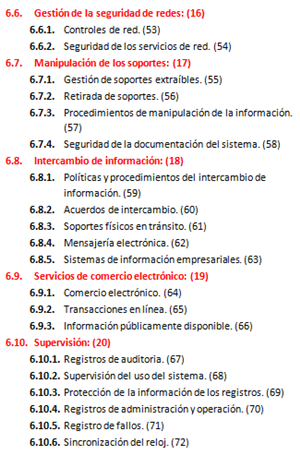 6.6. Gestión de la seguridad de redes: (16)
6.6.1. Controles de red. (53)
6.6.2. Seguridad de los servicios de red. (54)
6.7. Manipulación de los soportes: (17)
6.7.1. Gestión de soportes extraíbles. (55)
6.7.2. Retirada de soportes. (56)
6.7.3. Procedimientos de manipulación de la información.
(57)
6.7.4. Seguridad de la documentación del sistema. (58)
6.8. Intercambio de información: (18)
6.8.1. Políticas y procedimientos del intercambio de
información. (59)
6.8.2. Acuerdos de intercambio. (60)
6.8.3. Soportes físicos en tránsito. (61)
6.8.4. Mensajería electrónica. (62)
6.8.5. Sistemas de información empresariales. (63)
6.9. Servicios de comercio electrónico: (19)
6.9.1. Comercio electrónico. (64)
6.9.2. Transacciones en línea. (65)
6.9.3. Información públicamente disponible. (66)
6.10. Supervisión: (20)
6.10.1. Registros de auditoria. (67)
6.10.2. Supervisión del uso del sistema. (68)
6.10.3. Protección de la información de los registros. (69)
6.10.4. Registros de administración y operación. (70)
6.10.5. Registro de fallos. (71)
6.10.6. Sincronización del reloj. (72)